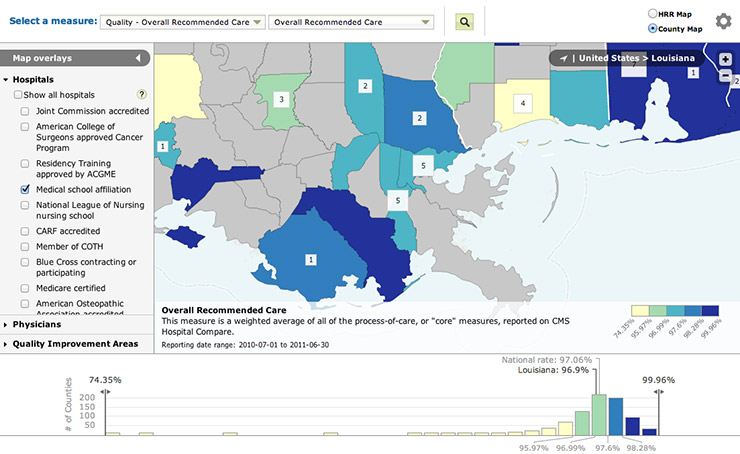 Select a measure:
Quality - Overall Recommended Care
Overall Recommended Care
HRR Map
County Map
Map overlays
Hospitals
Show all hospitals
?
Joint Commission accredited
American College of
Surgeons approved Cancer
Program
Residency Training
approved by ACGME
Medical school affiliation
National League of Nursing
nursing school
CARF accredited
Member of COTH
Blue Cross contracting or
participating
Medicare certified
American Osteopathic
Association accredited
Physicians
Quality Improvement Areas
| United States > Louisiana
+
−
1
2
3
2
2
4
1
5
5
1
Overall Recommended Care
This measure is a weighted average of all of the process-of-care, or "core" measures, reported on CMS
Hospital Compare.
Reporting date range: 2010-07-01 to 2011-06-30
74.35%
95.97%
96.99%
97.6%
98.28%
99.96%
National rate: 97.06%
Louisiana: 96.9%
74.35%
99.96%
# of Counties
200
150
100
50
95.97%
96.99%
97.6%
98.28%